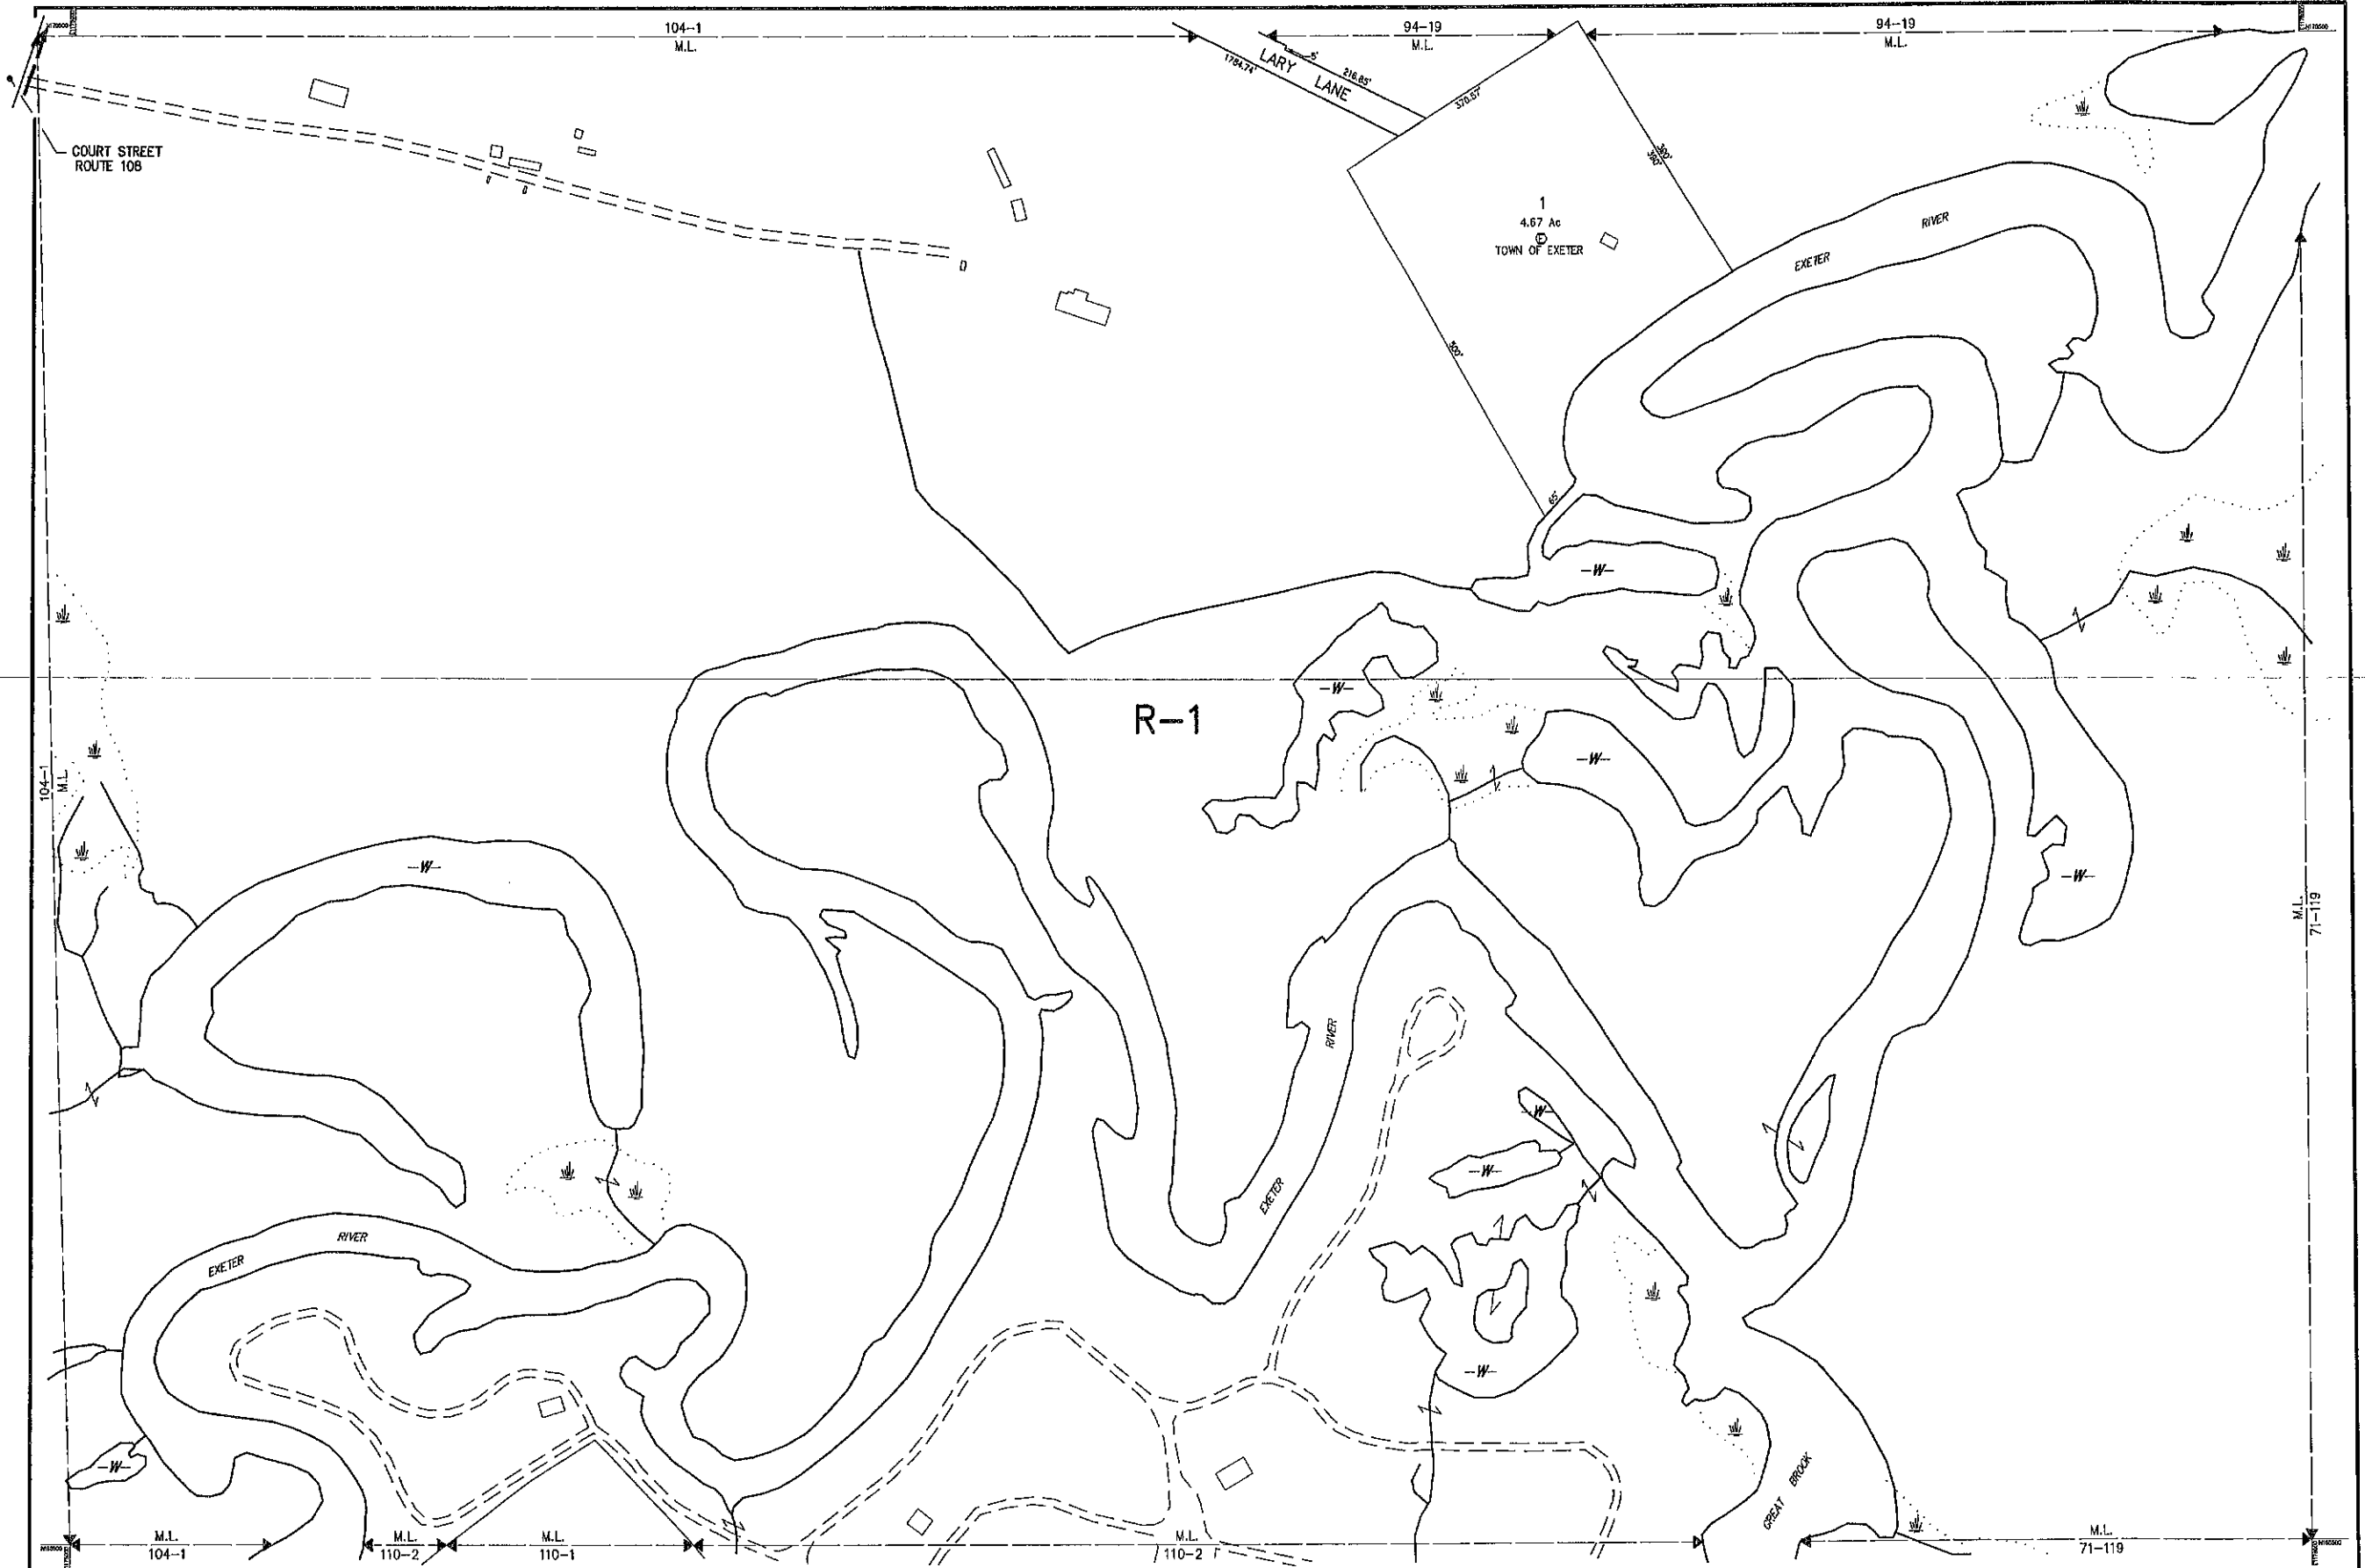 104-1
M.L.
94-19
M.L.
94-19
M.L.
COURT STREET
ROUTE 108
LARY LANE
1784.74'
216.85'
370.57'
1
4.67 Ac
E
TOWN OF EXETER
500'
65'
EXETER RIVER
-W-
-W-
R-1
-W-
104-1
M.L.
-W-
-W-
M.L.
71-119
EXETER RIVER
-W-
-W-
EXETER RIVER
-W-
-W-
GREAT BROOK
M.L.
104-1
M.L.
110-2
M.L.
110-1
M.L.
110-2
M.L.
71-119